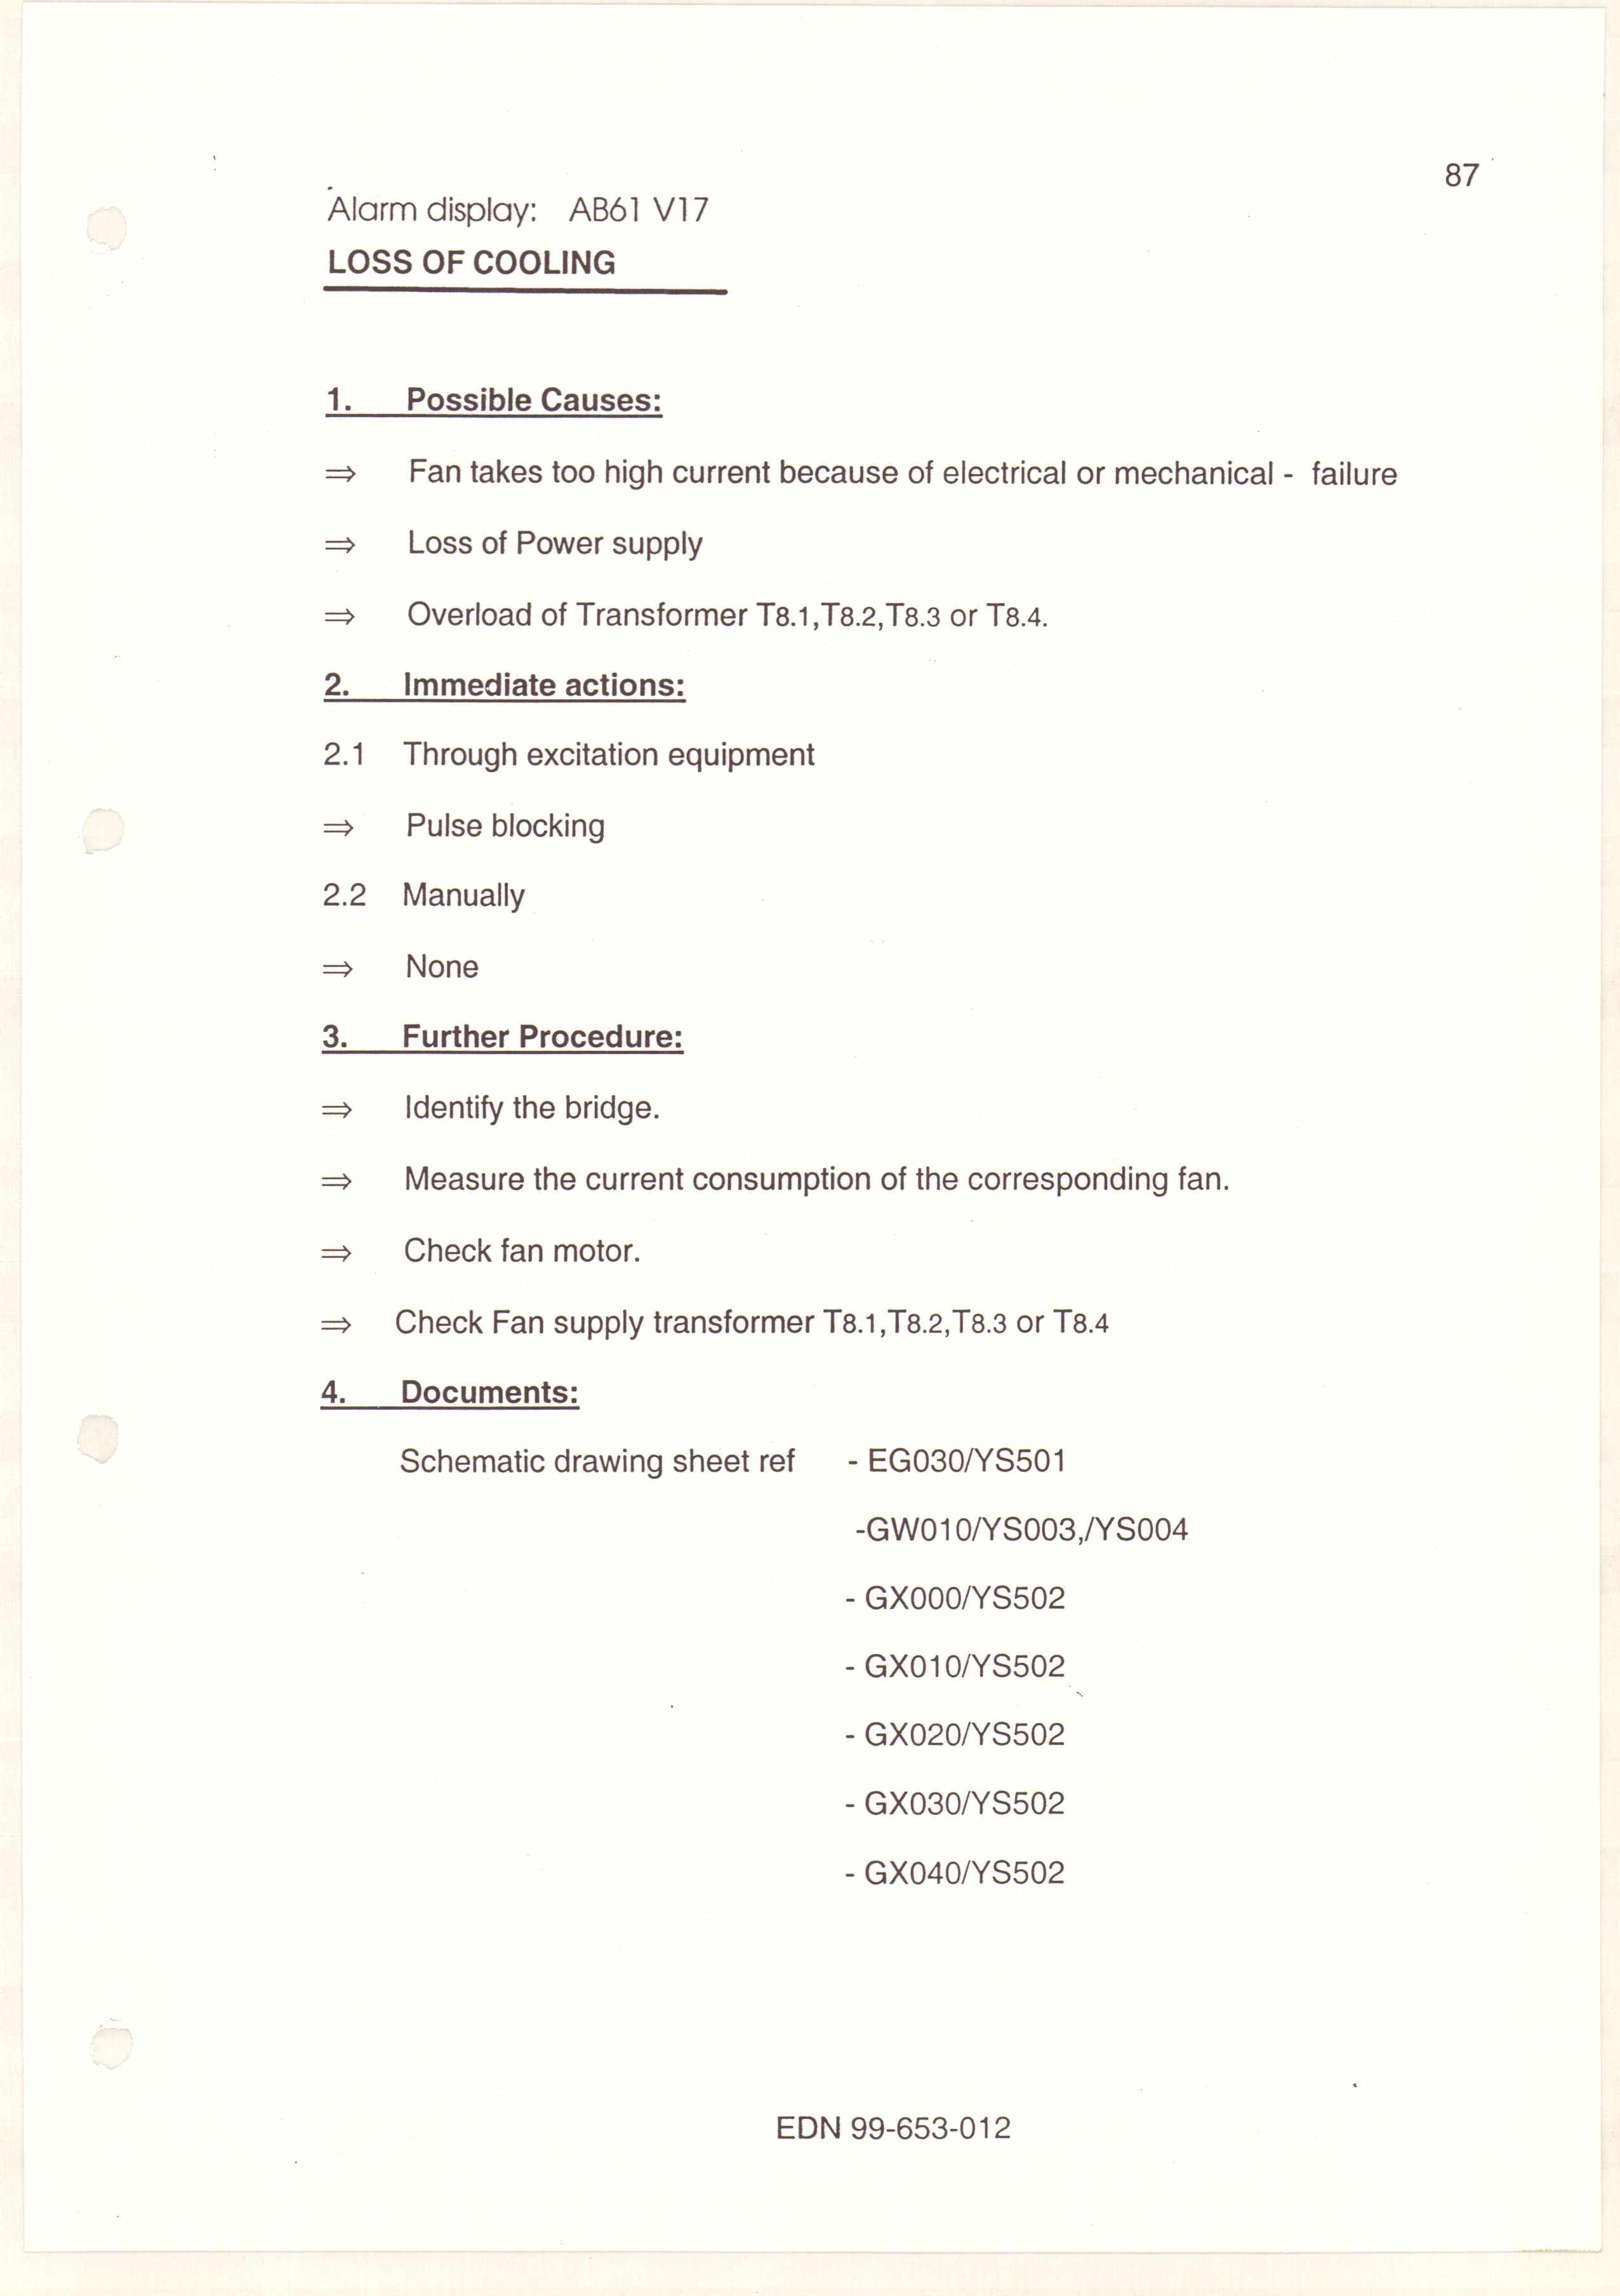 87
Alarm display: AB61 V17
LOSS OF COOLING
1. Possible Causes:
⇒ Fan takes too high current because of electrical or mechanical - failure
⇒ Loss of Power supply
⇒ Overload of Transformer T8.1,T8.2,T8.3 or T8.4.
2. Immediate actions:
2.1 Through excitation equipment
⇒ Pulse blocking
2.2 Manually
⇒ None
3. Further Procedure:
⇒ Identify the bridge.
⇒ Measure the current consumption of the corresponding fan.
⇒ Check fan motor.
⇒ Check Fan supply transformer T8.1,T8.2,T8.3 or T8.4
4. Documents:
Schematic drawing sheet ref - EG030/YS501
-GW010/YS003,/YS004
- GX000/YS502
- GX010/YS502
- GX020/YS502
- GX030/YS502
- GX040/YS502
EDN 99-653-012